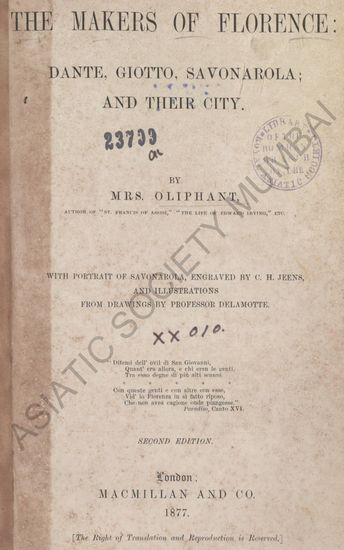 THE MAKERS OF FLORENCE:
DANTE, GIOTTO, SAVONAROLA;
AND THEIR CITY.
23733
BY
MRS. OLIPHANT,
AUTHOR OF "ST. FRANCIS OF ASSISI," "THE LIFE OF EDWARD IRVING," ETC.
WITH PORTRAIT OF SAVONAROLA, ENGRAVED BY C. H. JEENS,
AND ILLUSTRATIONS
FROM DRAWINGS BY PROFESSOR DELAMOTTE.
XX 010.
"Ditemi dell' ovil di San Giovanni,
Quant' era allora, e chi eran le genti,
Tra esso degne di più alti scanni
Con queste genti e con altre con esse,
Vid' io Fiorenza in sì fatto riposo,
Che non avea cagione onde piangesse."
Paradiso, Canto XVI.
SECOND EDITION.
London:
MACMILLAN AND CO.
1877.
[The Right of Translation and Reproduction is Reserved.]
ASIATIC SOCIETY MUMBAI